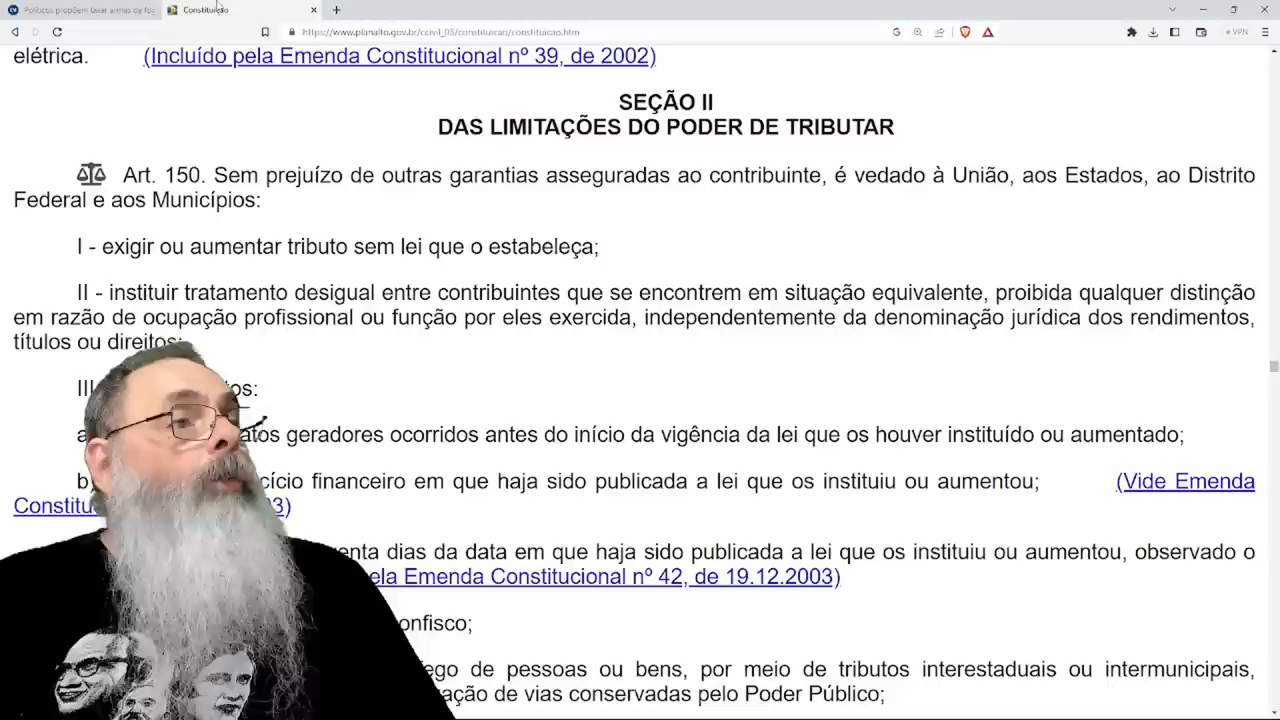 Políticos propõem taxar armas de fog
Constituição
https://www.planalto.gov.br/ccivil_03/constituicao/constituicao.htm
VPN
elétrica. (Incluído pela Emenda Constitucional nº 39, de 2002)
SEÇÃO II
DAS LIMITAÇÕES DO PODER DE TRIBUTAR
Art. 150. Sem prejuízo de outras garantias asseguradas ao contribuinte, é vedado à União, aos Estados, ao Distrito
Federal e aos Municípios:
I - exigir ou aumentar tributo sem lei que o estabeleça;
II - instituir tratamento desigual entre contribuintes que se encontrem em situação equivalente, proibida qualquer distinção
em razão de ocupação profissional ou função por eles exercida, independentemente da denominação jurídica dos rendimentos,
títulos ou direitos;
III os:
a atos geradores ocorridos antes do início da vigência da lei que os houver instituído ou aumentado;
b cício financeiro em que haja sido publicada a lei que os instituiu ou aumentou; (Vide Emenda
Constitu 3)
enta dias da data em que haja sido publicada a lei que os instituiu ou aumentou, observado o
ela Emenda Constitucional nº 42, de 19.12.2003)
onfisco;
ego de pessoas ou bens, por meio de tributos interestaduais ou intermunicipais,
ação de vias conservadas pelo Poder Público;